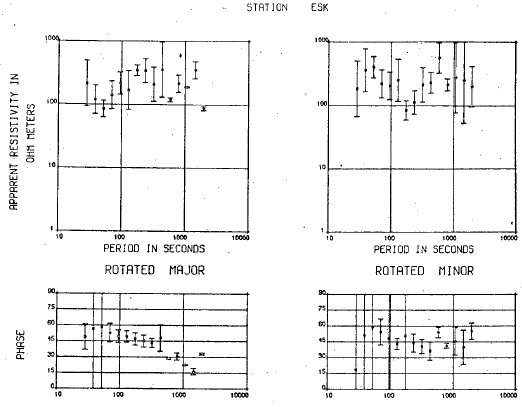 STATION ESK
APPARENT RESISTIVITY IN
OHM METERS
1000
100
10
1
10 100 1000 10000
PERIOD IN SECONDS
ROTATED MAJOR
1000
100
10
1
10 100 1000 10000
PERIOD IN SECONDS
ROTATED MINOR
PHASE
90
75
60
45
30
15
10 100 1000 10000
90
75
60
45
30
15
10 100 1000 10000